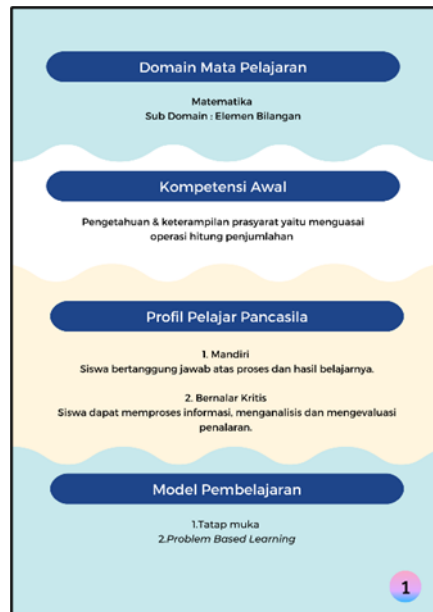 Domain Mata Pelajaran
Matematika
Sub Domain : Elemen Bilangan
Kompetensi Awal
Pengetahuan & keterampilan prasyarat yaitu menguasai
operasi hitung penjumlahan
Profil Pelajar Pancasila
1. Mandiri
Siswa bertanggung jawab atas proses dan hasil belajarnya.
2. Bernalar Kritis
Siswa dapat memproses informasi, menganalisis dan mengevaluasi
penalaran.
Model Pembelajaran
1.Tatap muka
2.Problem Based Learning
1